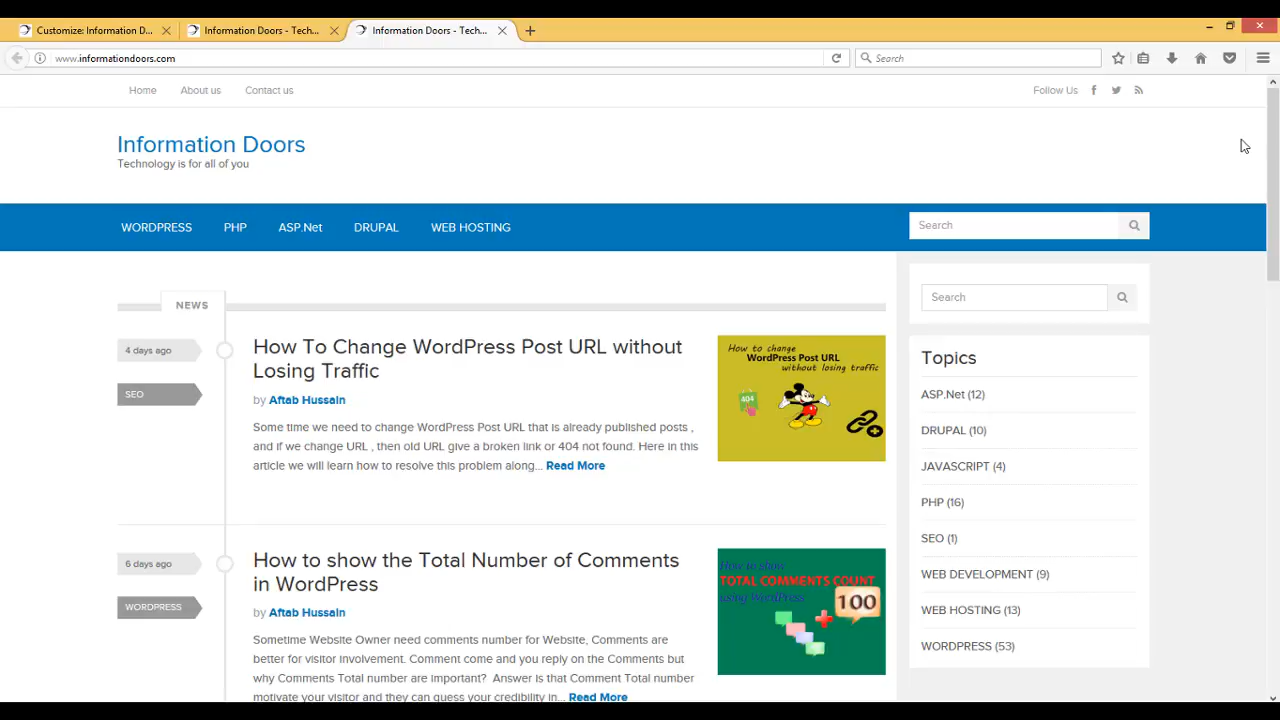 Customize: Information D...
Information Doors - Tech...
Information Doors - Tech...
www.informationdoors.com
Search
Home
About us
Contact us
Follow Us
Information Doors
Technology is for all of you
WORDPRESS
PHP
ASP.Net
DRUPAL
WEB HOSTING
Search
NEWS
4 days ago
SEO
How To Change WordPress Post URL without
Losing Traffic
by Aftab Hussain
Some time we need to change WordPress Post URL that is already published posts ,
and if we change URL , then old URL give a broken link or 404 not found. Here in this
article we will learn how to resolve this problem along... Read More
How to change
WordPress Post URL
without losing traffic
404
6 days ago
WORDPRESS
How to show the Total Number of Comments
in WordPress
by Aftab Hussain
Sometime Website Owner need comments number for Website, Comments are
better for visitor involvement. Comment come and you reply on the Comments but
why Comments Total number are important?  Answer is that Comment Total number
motivate your visitor and they can guess your credibility in... Read More
How to show
TOTAL COMMENTS COUNT
using WordPress
100
Search
Topics
ASP.Net (12)
DRUPAL (10)
JAVASCRIPT (4)
PHP (16)
SEO (1)
WEB DEVELOPMENT (9)
WEB HOSTING (13)
WORDPRESS (53)